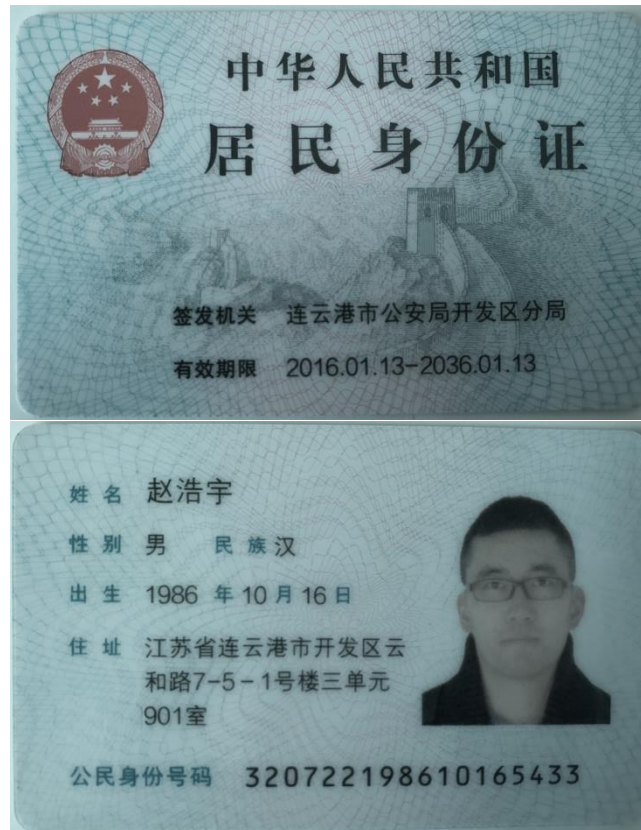 中华人民共和国
居民身份证
签发机关 连云港市公安局开发区分局
有效期限 2016.01.13-2036.01.13
姓名 赵浩宇
性别 男 民族 汉
出生 1986 年 10 月 16 日
住址 江苏省连云港市开发区云
和路7-5-1号楼三单元
901室
公民身份号码 320722198610165433